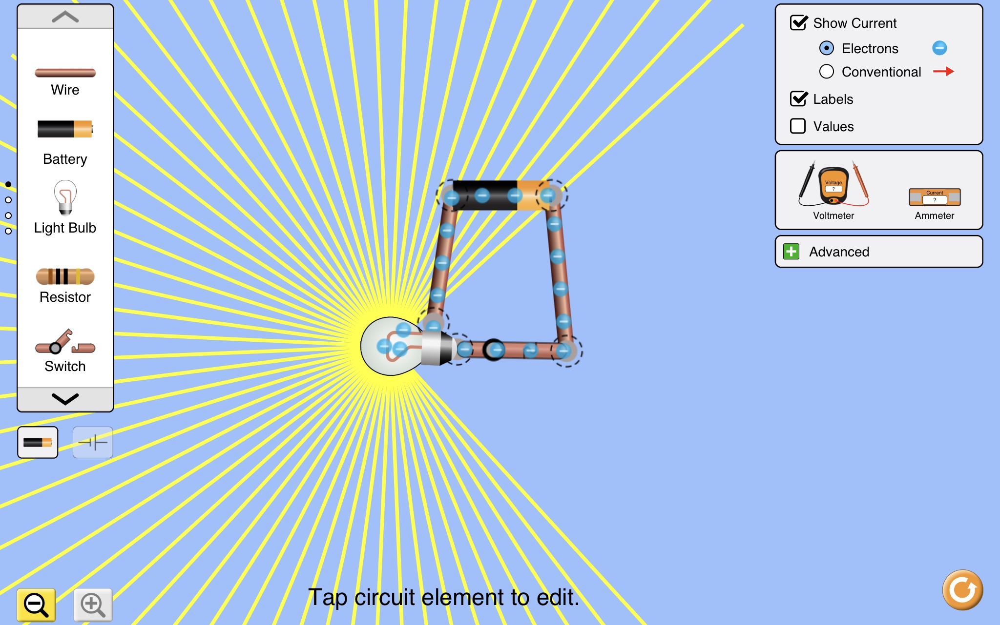 Wire
Battery
Light Bulb
Resistor
Switch
Show Current
Electrons
Conventional
Labels
Values
Voltage
?
Voltmeter
Current
?
Ammeter
Advanced
Tap circuit element to edit.